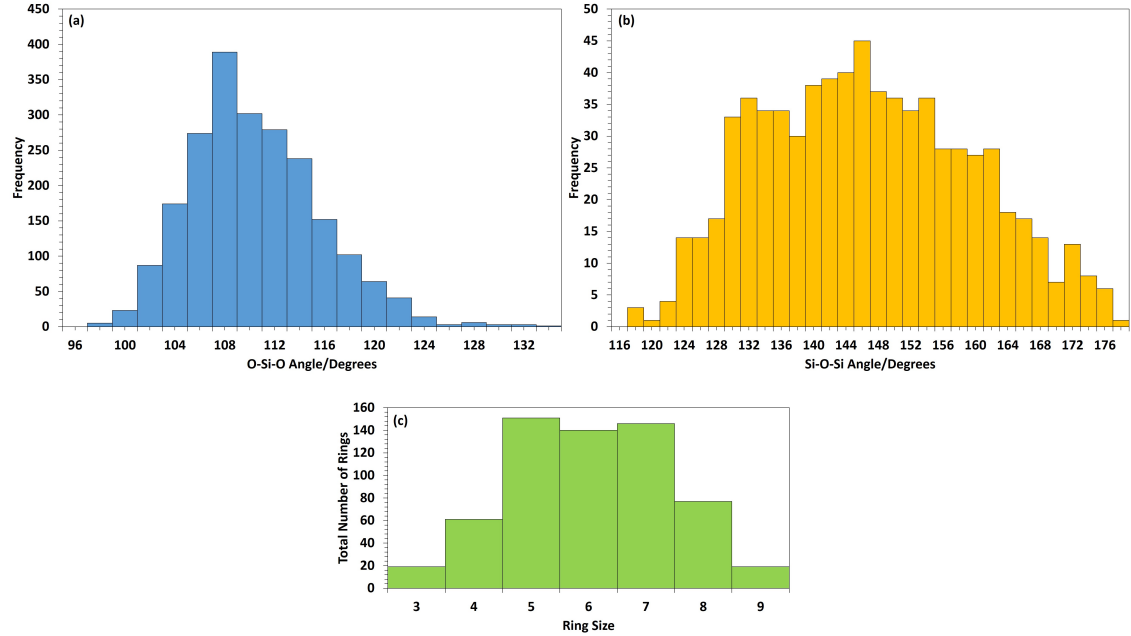 (a)
450
400
350
300
250
200
150
100
50
0
Frequency
96 100 104 108 112 116 120 124 128 132
O-Si-O Angle/Degrees
(b)
50
45
40
35
30
25
20
15
10
5
0
Frequency
116 120 124 128 132 136 140 144 148 152 156 160 164 168 172 176
Si-O-Si Angle/Degrees
(c)
160
140
120
100
80
60
40
20
0
Total Number of Rings
3 4 5 6 7 8 9
Ring Size